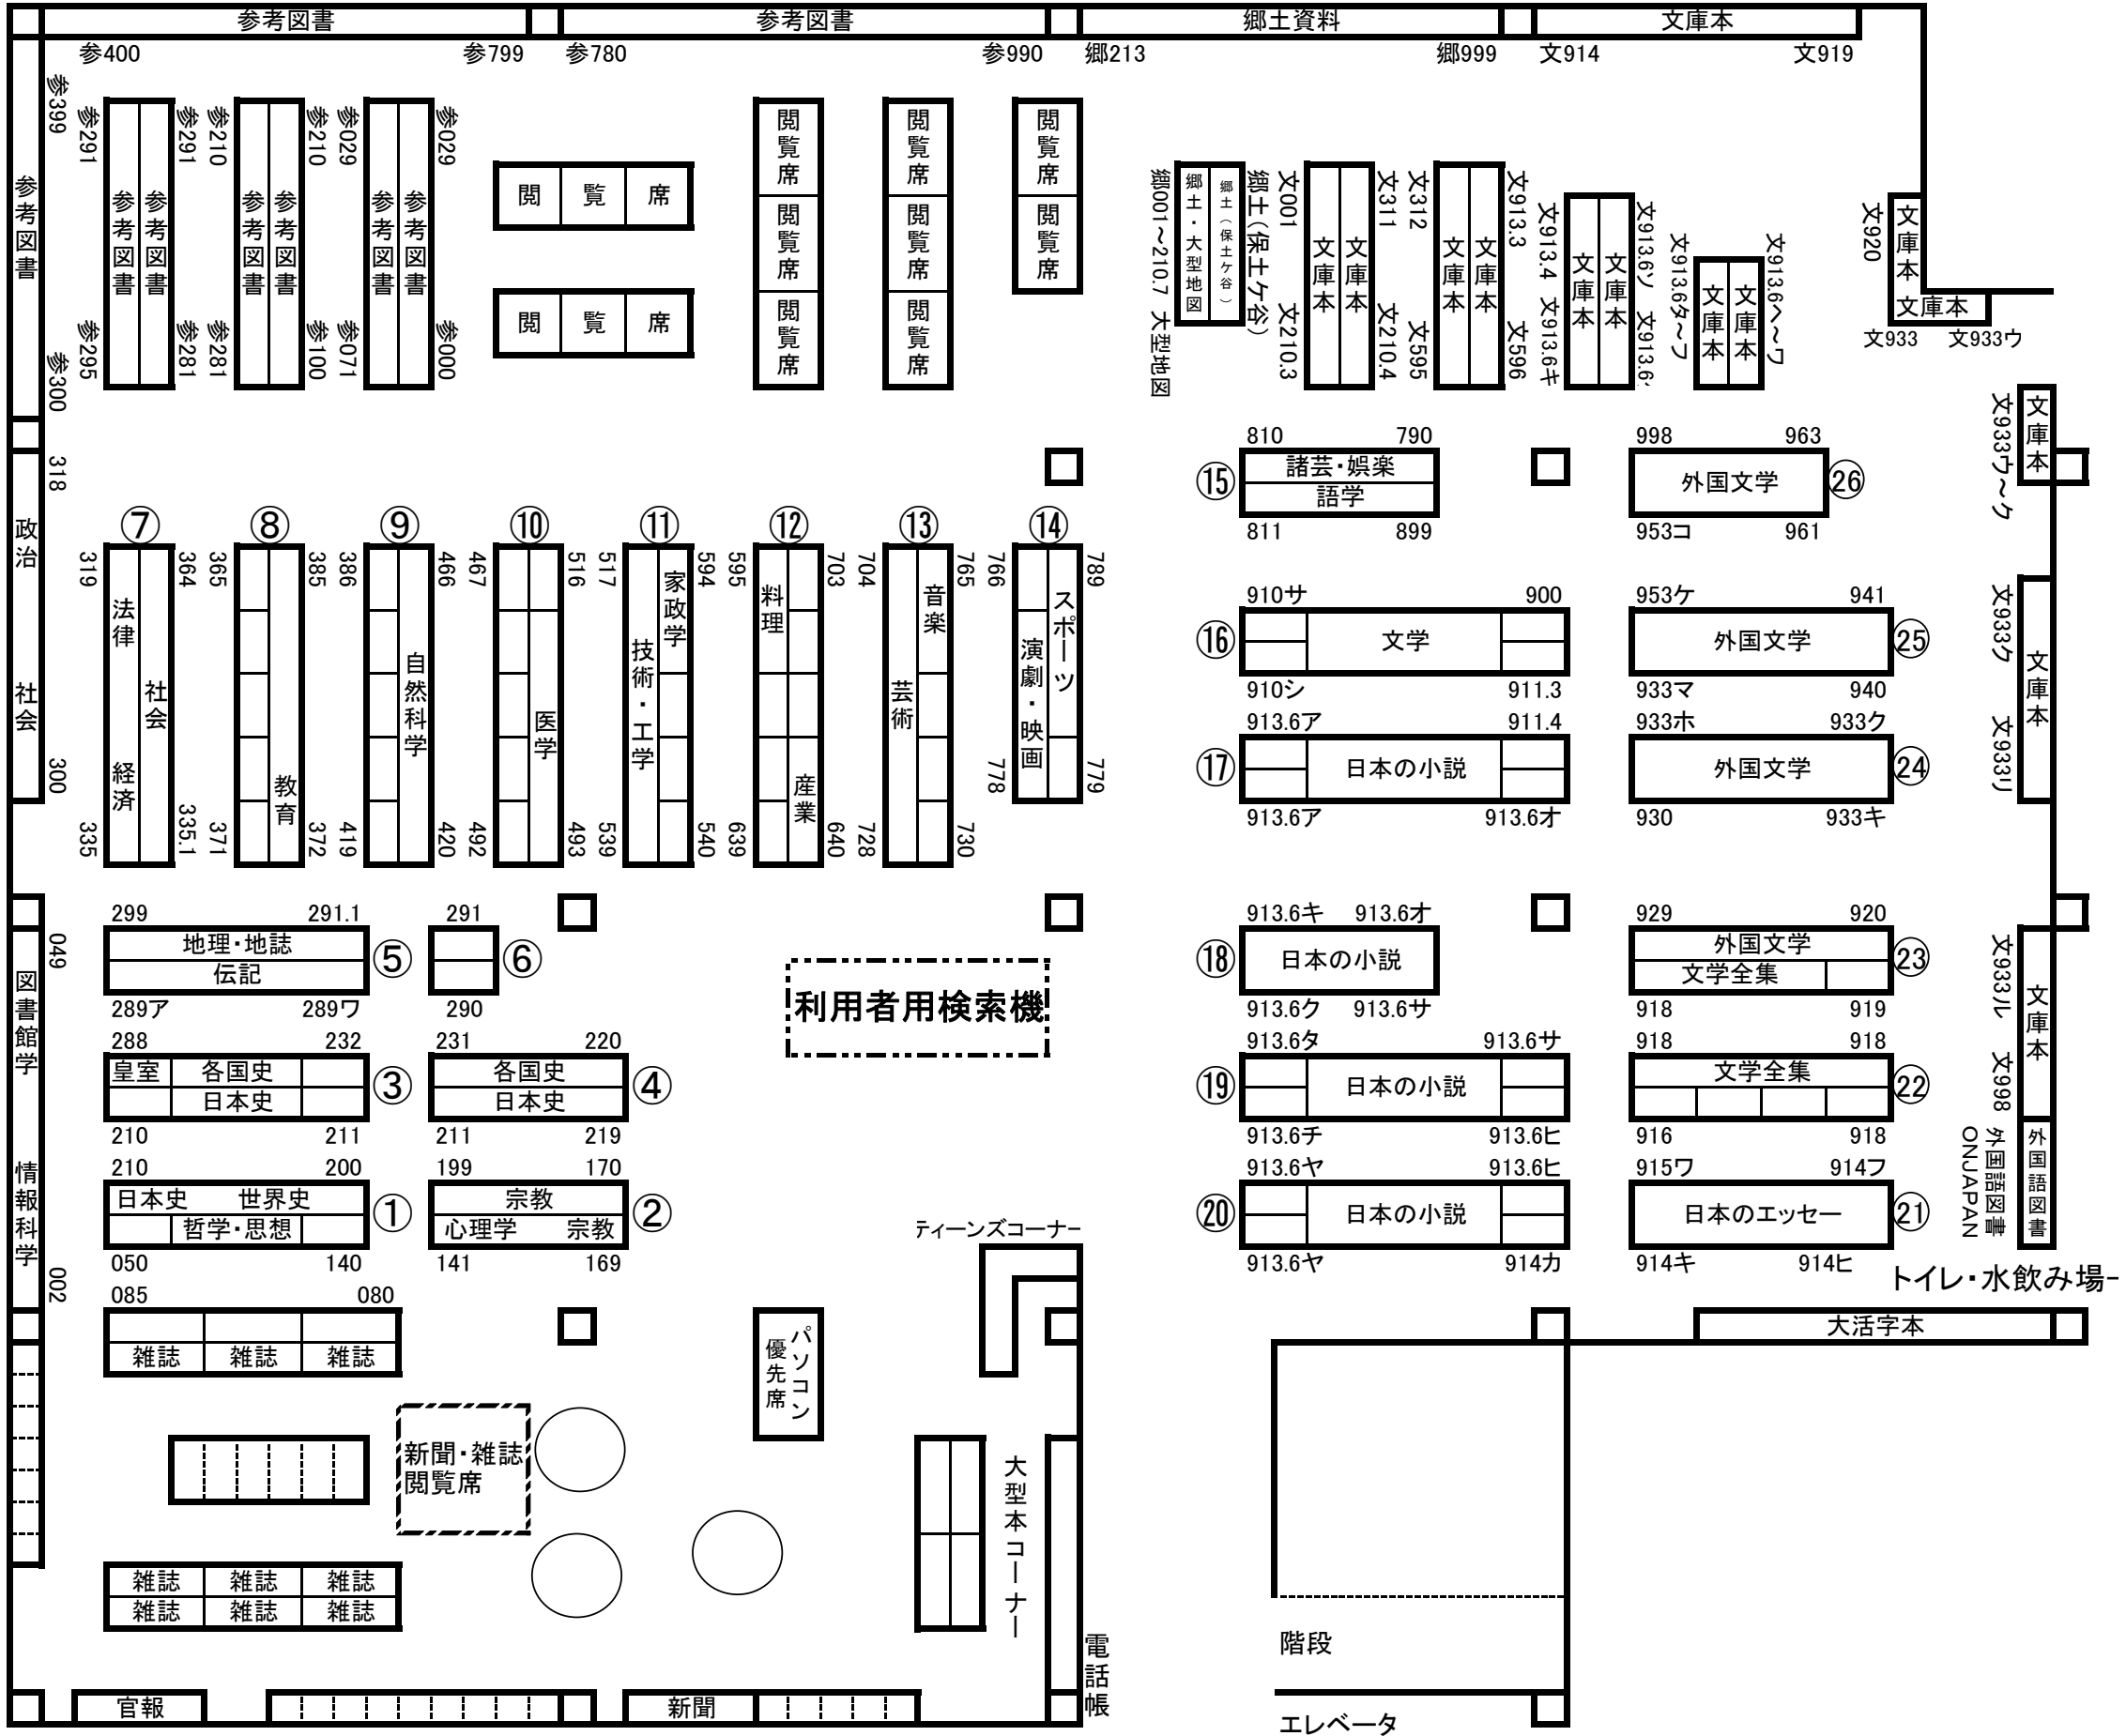 参考図書
参考図書
郷土資料
文庫本
参400
参799
参780
参990
郷213
郷999
文914
文919
参399
参考図書
参300
参291
参295
参考図書
参考図書
参291
参281
参210
参281
参考図書
参考図書
参210
参100
参029
参071
参考図書
参考図書
参029
参000
閲覧席
閲覧席
閲覧席
閲覧席
閲覧席
閲覧席
閲覧席
閲覧席
閲覧席
閲覧席
郷001～210.7 大型地図
郷土・大型地図
郷土（保土ケ谷）
郷土（保土ケ谷）
文001
文210.3
文庫本
文庫本
文311
文210.4
文312
文595
文庫本
文庫本
文913.3
文596
文913.4
文913.6キ
文庫本
文庫本
文913.6ソ
文913.6
文913.6タ～フ
文庫本
文庫本
文913.6ヘ～ワ
文920
文庫本
文庫本
文933
文933ウ
文933ウ～ク
文庫本
318
政治
社会
300
⑦
319
335
法律
経済
社会
364
335.1
⑧
365
371
教育
385
372
⑨
386
419
自然科学
466
420
⑩
467
492
医学
516
493
⑪
517
539
技術・工学
家政学
594
540
⑫
595
639
料理
産業
703
640
⑬
704
728
芸術
音楽
765
730
⑭
766
778
演劇・映画
スポーツ
789
779
810
790
⑮
諸芸・娯楽
語学
811
899
998
963
外国文学
㉖
953コ
961
910サ
900
⑯
文学
910シ
911.3
953ケ
941
外国文学
㉕
933マ
940
文933ク
文庫本
文933リ
913.6ア
911.4
⑰
日本の小説
913.6ア
913.6オ
933ホ
933ク
外国文学
㉔
930
933キ
049
図書館学
情報科学
002
299
291.1
地理・地誌
伝記
⑤
289ア
289ワ
291
⑥
290
利用者用検索機
913.6キ
913.6オ
⑱
日本の小説
913.6ク
913.6サ
929
920
外国文学
文学全集
㉓
918
919
文933ル
文庫本
文998
288
232
皇室
各国史
日本史
③
210
211
231
220
各国史
日本史
④
211
219
913.6タ
913.6サ
⑲
日本の小説
913.6チ
913.6ヒ
918
918
文学全集
㉒
916
918
外国語図書
ONJAPAN
外国語図書
210
200
日本史
世界史
哲学・思想
①
050
140
199
170
宗教
心理学
宗教
②
141
169
913.6ヤ
913.6ヒ
⑳
日本の小説
913.6ヤ
914カ
915ワ
914フ
日本のエッセー
㉑
914キ
914ヒ
ティーンズコーナー
トイレ・水飲み場
085
080
雑誌
雑誌
雑誌
パソコン
優先席
大活字本
新聞・雑誌
閲覧席
大型本コーナー
雑誌
雑誌
雑誌
雑誌
雑誌
雑誌
電話帳
階段
官報
新聞
エレベータ